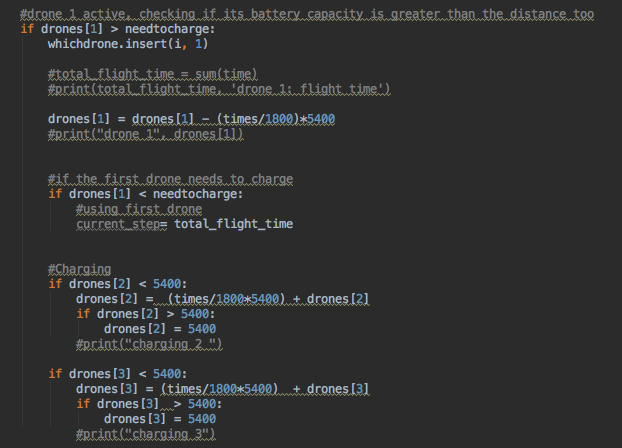 #drone 1 active, checking if its battery capacity is greater than the distance too
if drones[1] > needtocharge:
    whichdrone.insert(i, 1)

    #total_flight_time = sum(time)
    #print(total_flight_time, 'drone 1: flight time')

    drones[1] = drones[1] - (times/1800)*5400
    #print("drone 1", drones[1])

    #if the first drone needs to charge
    if drones[1] < needtocharge:
        #using first drone
        current_step= total_flight_time

    #Charging
    if drones[2] < 5400:
        drones[2] =  (times/1800*5400) + drones[2]
        if drones[2] > 5400:
            drones[2] = 5400
        #print("charging 2 ")

    if drones[3] < 5400:
        drones[3] = (times/1800*5400)  + drones[3]
        if drones[3]  > 5400:
            drones[3] = 5400
        #print("charging 3")